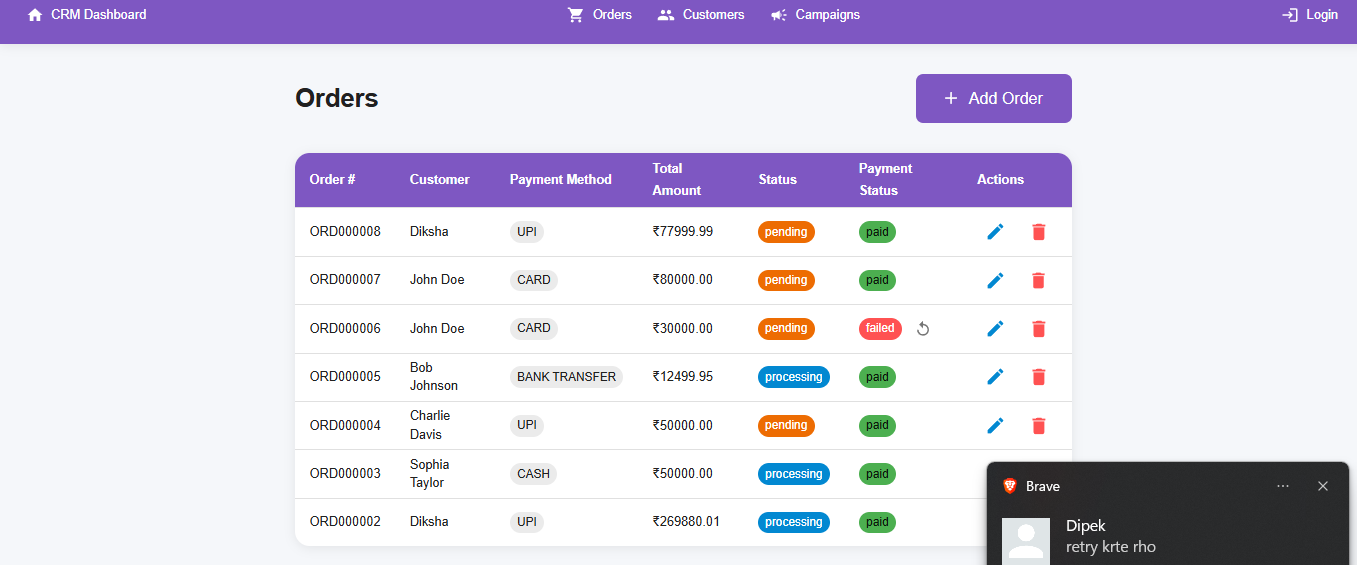 CRM Dashboard
Orders
Customers
Campaigns
Login
Orders
+ Add Order
Order # Customer Payment Method Total Amount Status Payment Status Actions
ORD000008 Diksha UPI ₹77999.99 pending paid
ORD000007 John Doe CARD ₹80000.00 pending paid
ORD000006 John Doe CARD ₹30000.00 pending failed
ORD000005 Bob Johnson BANK TRANSFER ₹12499.95 processing paid
ORD000004 Charlie Davis UPI ₹50000.00 pending paid
ORD000003 Sophia Taylor CASH ₹50000.00 processing paid
ORD000002 Diksha UPI ₹269880.01 processing paid
Brave
Dipek
retry krte rho